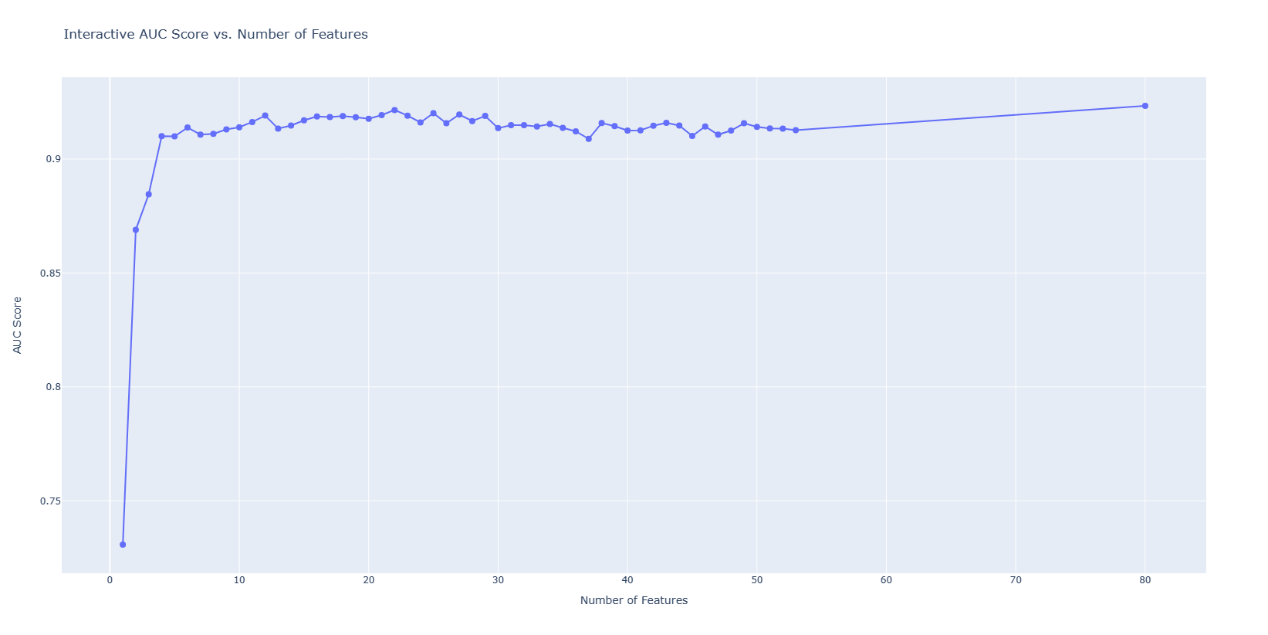 Interactive AUC Score vs. Number of Features
AUC Score
0.9
0.85
0.8
0.75
0 10 20 30 40 50 60 70 80
Number of Features